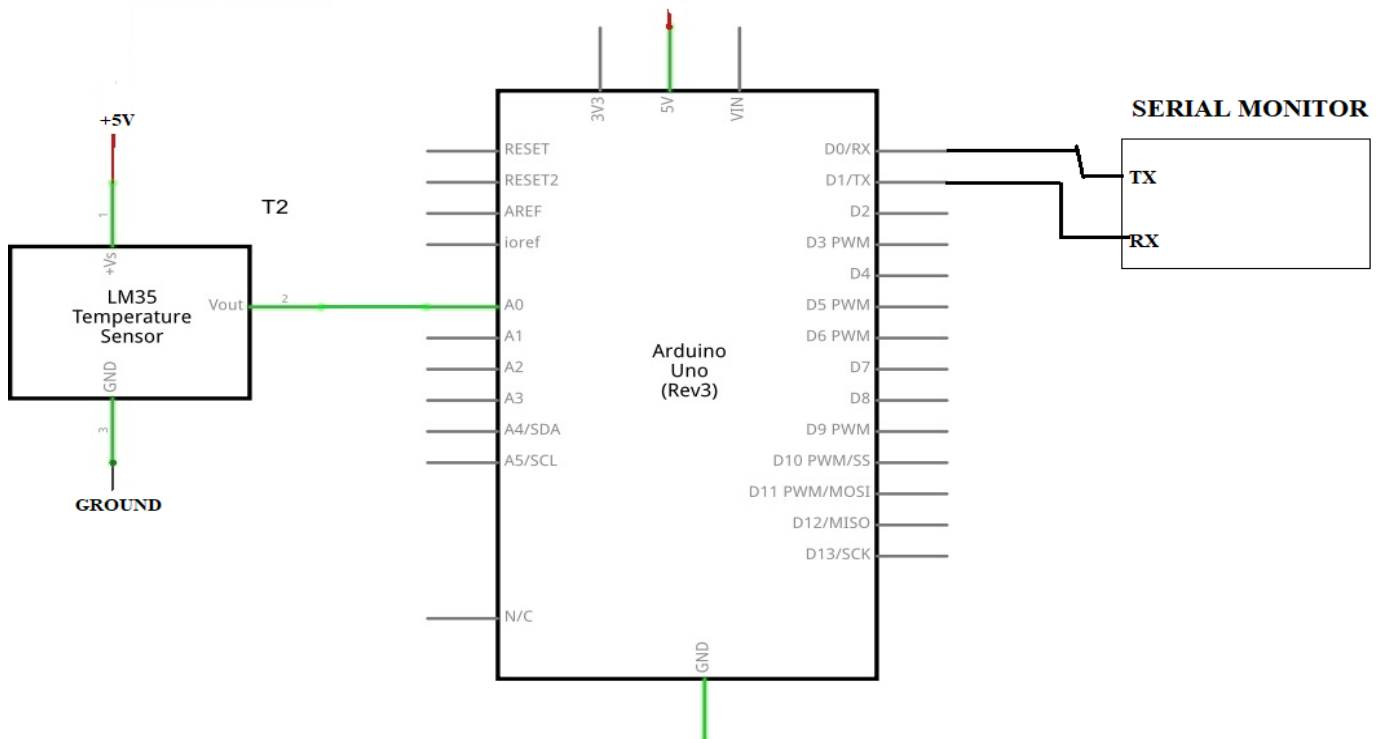 +5V
1
+Vs
T2
LM35
Temperature
Sensor
Vout
2
GND
3
GROUND
3V3
5V
VIN
RESET
RESET2
AREF
ioref
A0
A1
A2
A3
A4/SDA
A5/SCL
N/C
Arduino
Uno
(Rev3)
D0/RX
D1/TX
D2
D3 PWM
D4
D5 PWM
D6 PWM
D7
D8
D9 PWM
D10 PWM/SS
D11 PWM/MOSI
D12/MISO
D13/SCK
GND
SERIAL MONITOR
TX
RX